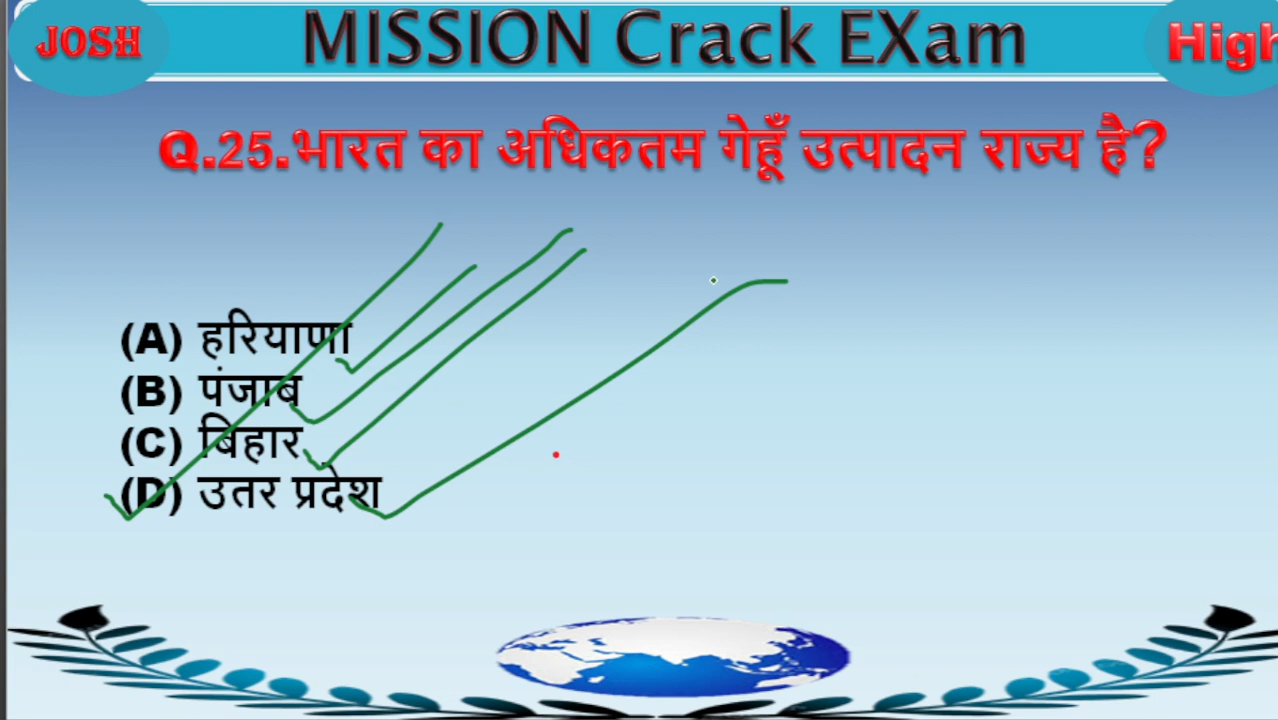 JOSH
MISSION Crack EXam
High
Q.25.भारत का अधिकतम गेहूँ उत्पादन राज्य है?
(A) हरियाणा
(B) पंजाब
(C) बिहार
(D) उतर प्रदेश